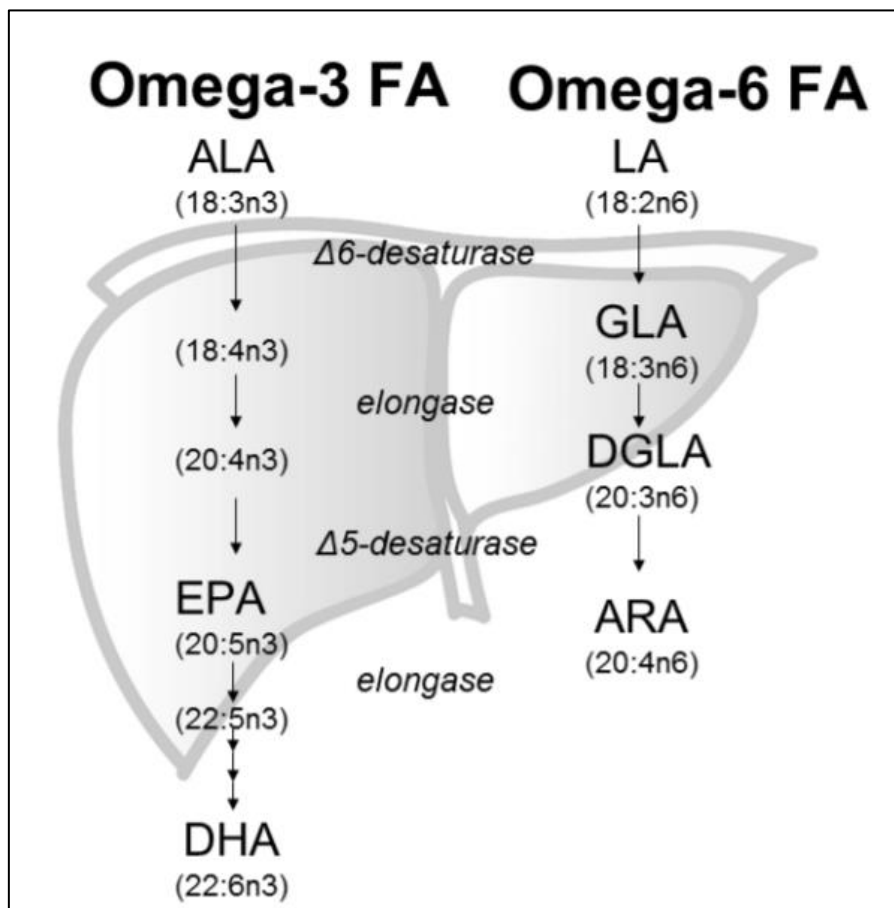 Omega-3 FA Omega-6 FA
ALA LA
(18:3n3) (18:2n6)
Δ6-desaturase
GLA
(18:4n3) (18:3n6)
elongase
DGLA
(20:4n3) (20:3n6)
Δ5-desaturase
EPA ARA
(20:5n3) (20:4n6)
elongase
(22:5n3)
DHA
(22:6n3)